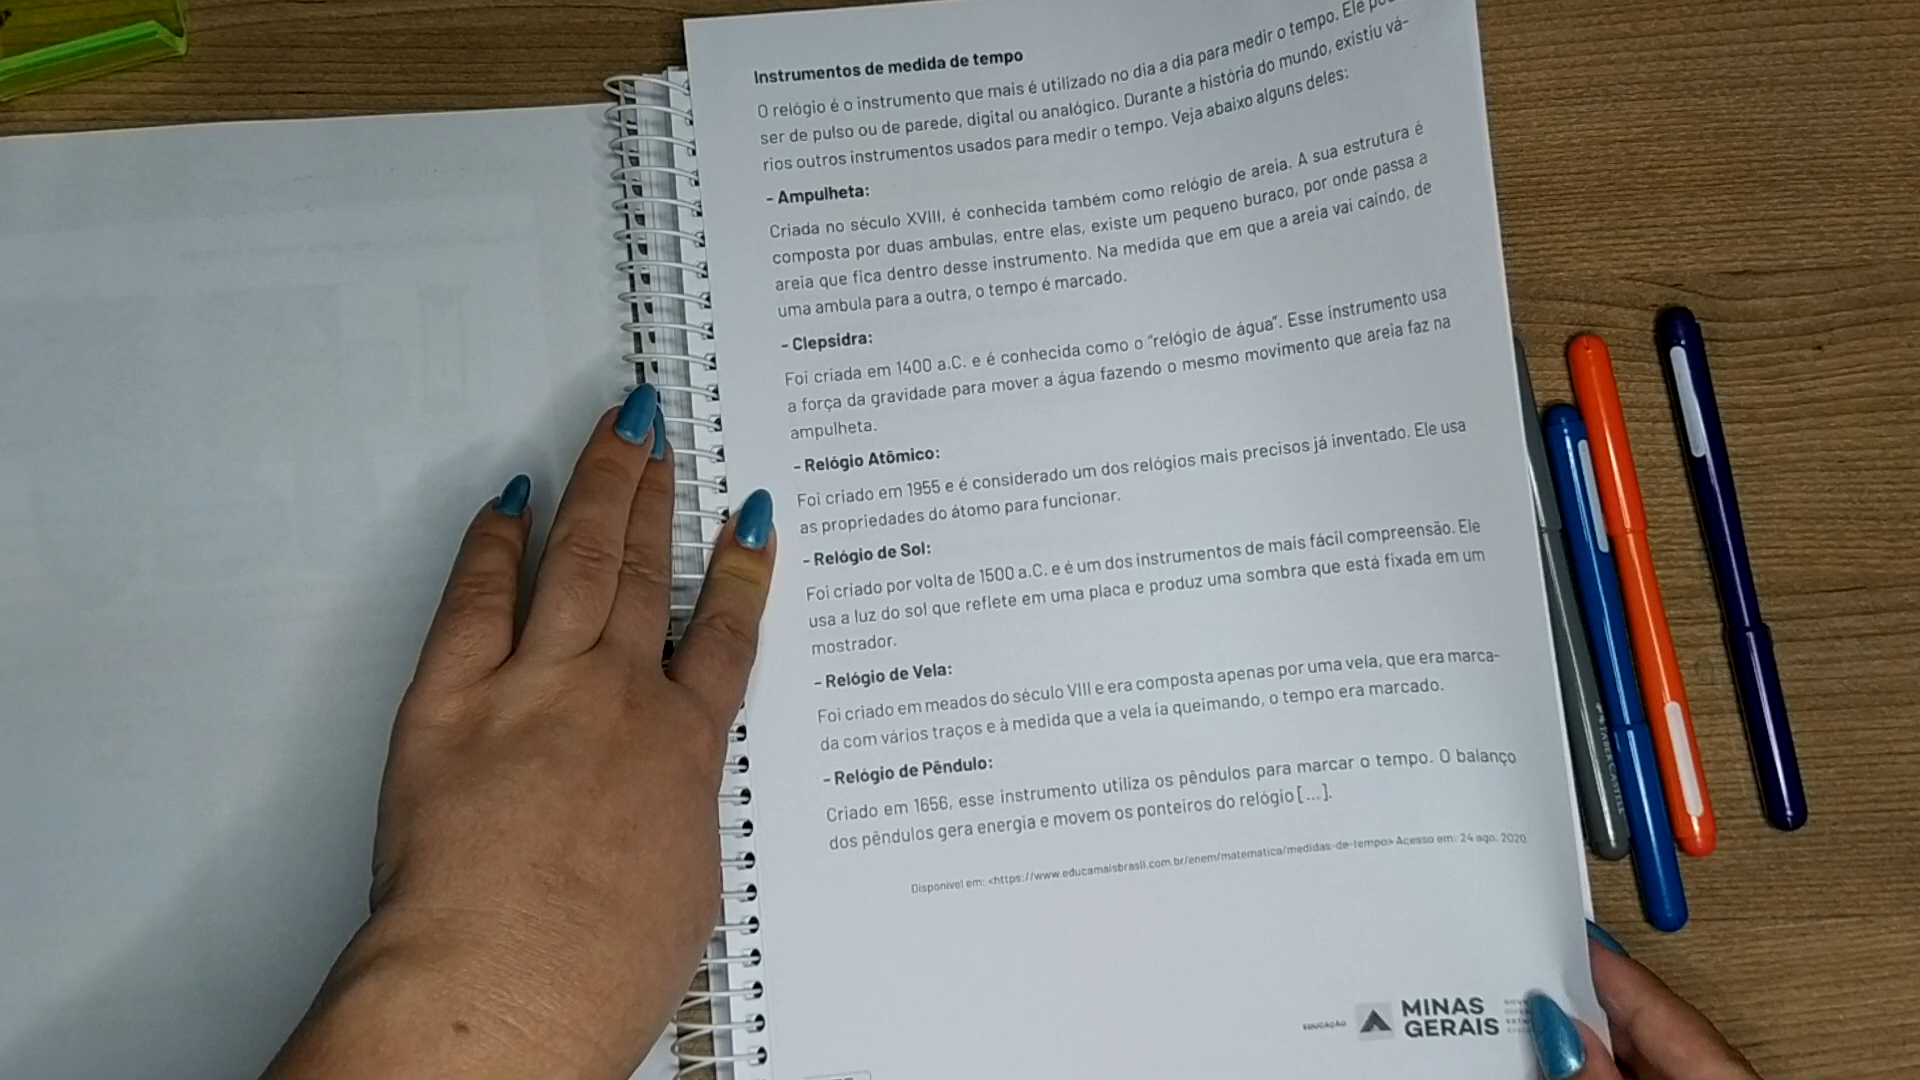 Instrumentos de medida de tempo
O relógio é o instrumento que mais é utilizado no dia a dia para medir o tempo. Ele
ser de pulso ou de parede, digital ou analógico. Durante a história do mundo, existiu vá-
rios outros instrumentos usados para medir o tempo. Veja abaixo alguns deles:
- Ampulheta:
Criada no século XVIII, é conhecida também como relógio de areia. A sua estrutura é
composta por duas ambulas, entre elas, existe um pequeno buraco, por onde passa a
areia que fica dentro desse instrumento. Na medida que em que a areia vai caindo, de
uma ambula para a outra, o tempo é marcado.
- Clepsidra:
Foi criada em 1400 a.C. e é conhecida como o "relógio de água". Esse instrumento usa
a força da gravidade para mover a água fazendo o mesmo movimento que areia faz na
ampulheta.
- Relógio Atômico:
Foi criado em 1955 e é considerado um dos relógios mais precisos já inventado. Ele usa
as propriedades do átomo para funcionar.
- Relógio de Sol:
Foi criado por volta de 1500 a.C. e é um dos instrumentos de mais fácil compreensão. Ele
usa a luz do sol que reflete em uma placa e produz uma sombra que está fixada em um
mostrador.
- Relógio de Vela:
Foi criado em meados do século VIII e era composta apenas por uma vela, que era marca-
da com vários traços e à medida que a vela ia queimando, o tempo era marcado.
- Relógio de Pêndulo:
Criado em 1656, esse instrumento utiliza os pêndulos para marcar o tempo. O balanço
dos pêndulos gera energia e movem os ponteiros do relógio [...].
Disponível em: <https://www.educamaisbrasil.com.br/enem/matematica/medidas-de-tempo> Acesso em: 24 ago. 2020.
EDUCAÇÃO
MINAS
GERAIS
FABER-CASTELL